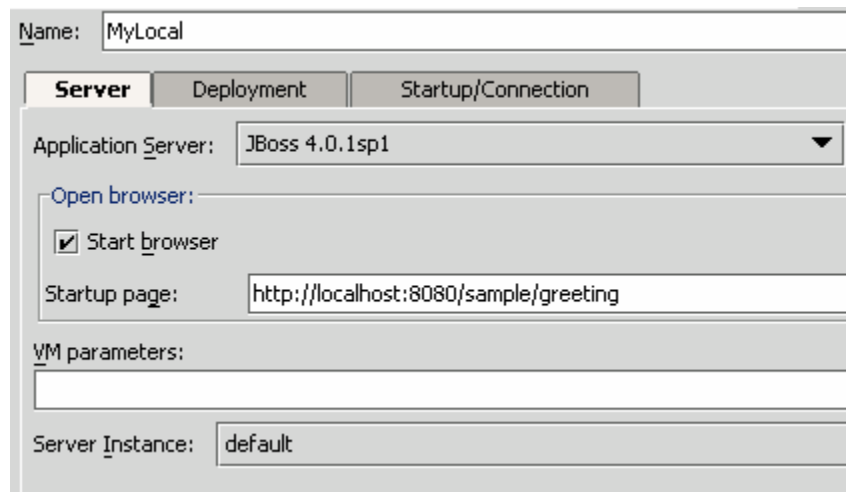 Name: MyLocal
Server Deployment Startup/Connection
Application Server: JBoss 4.0.1sp1
Open browser:
Start browser
Startup page: http://localhost:8080/sample/greeting
VM parameters:
Server Instance: default